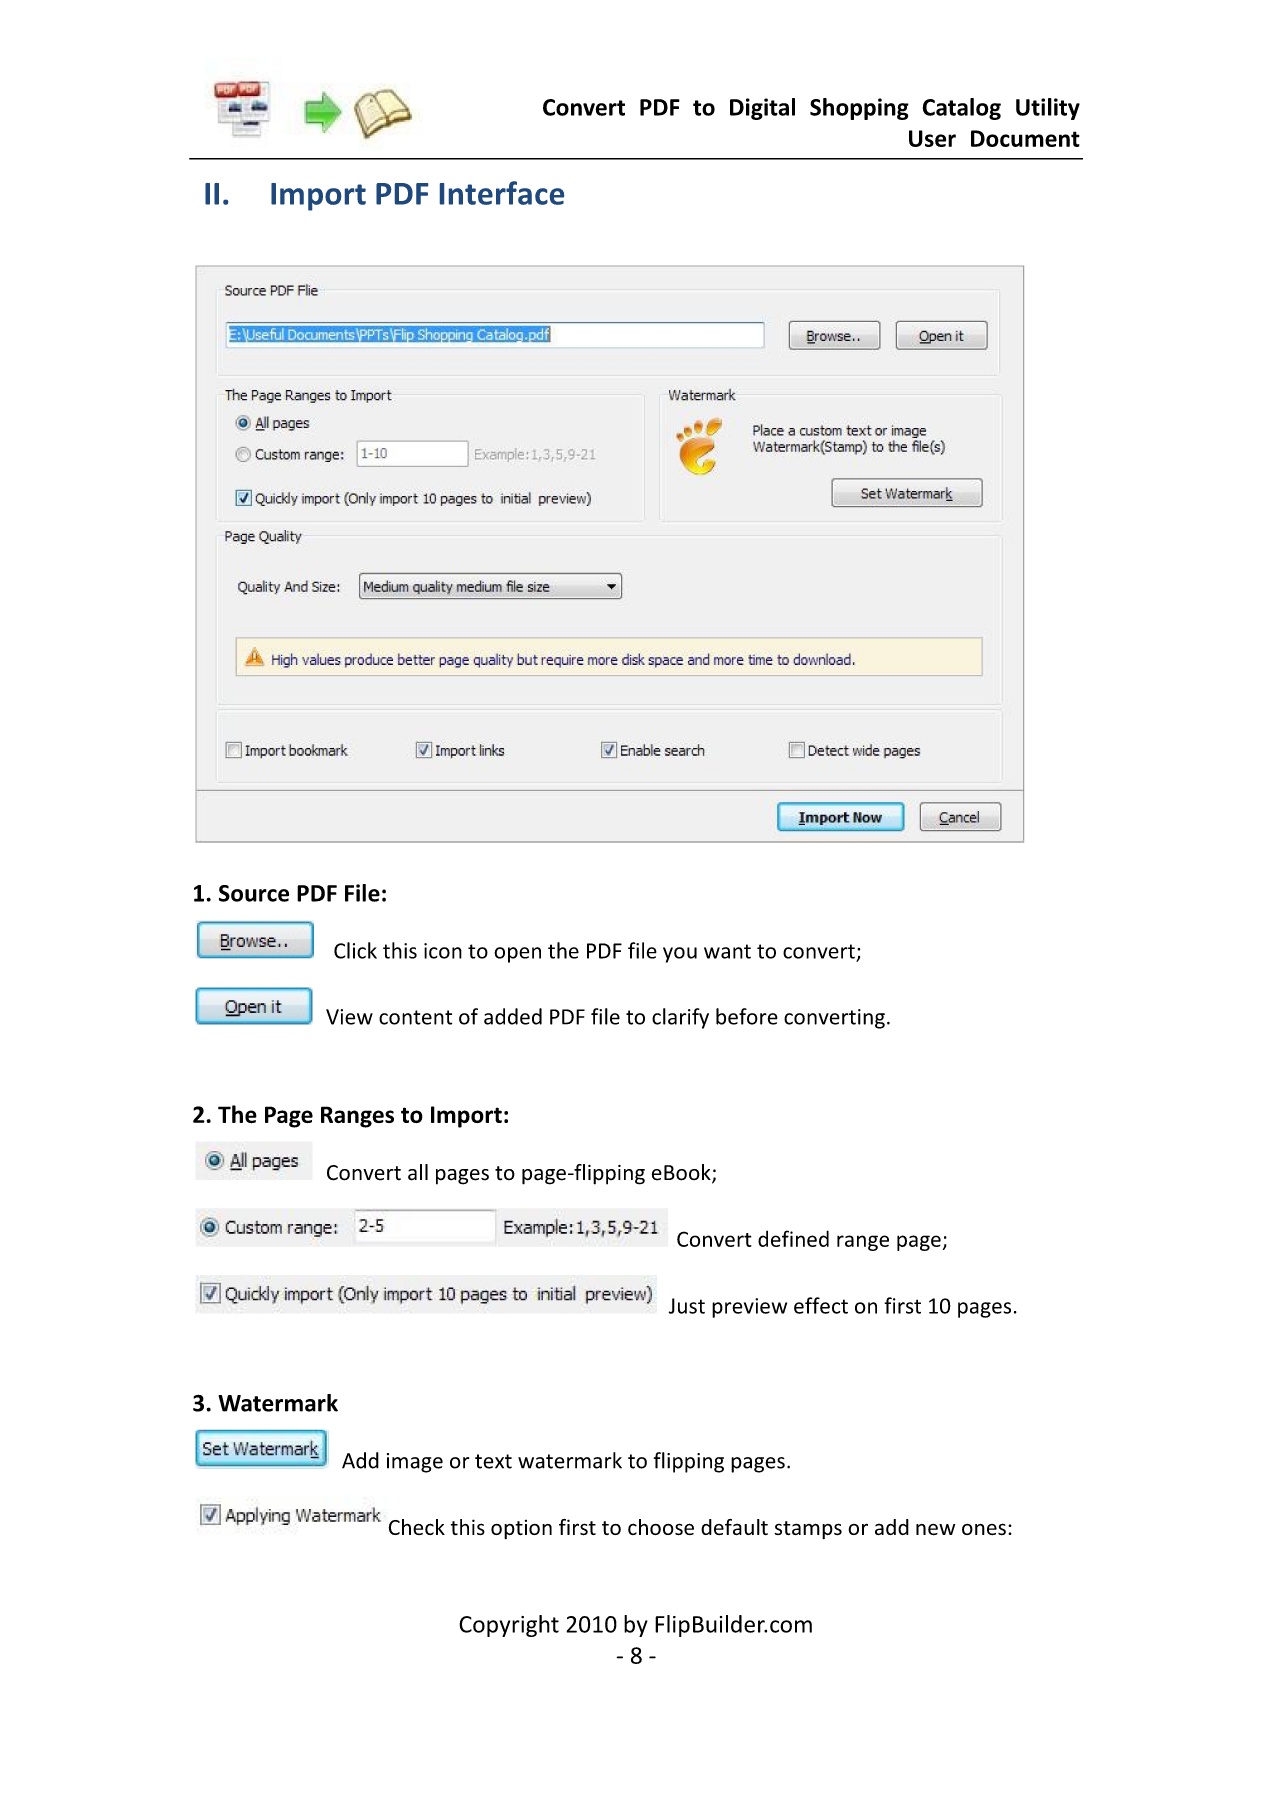 PDF PDF
Convert PDF to Digital Shopping Catalog Utility
User Document
II. Import PDF Interface
Source PDF Flie
E:\Useful Documents\PPTs\Flip Shopping Catalog.pdf
Browse.. Open it
The Page Ranges to Import
All pages
Custom range: 1-10 Example:1,3,5,9-21
Quickly import (Only import 10 pages to initial preview)
Watermark
Place a custom text or image
Watermark(Stamp) to the file(s)
Set Watermark
Page Quality
Quality And Size: Medium quality medium file size
High values produce better page quality but require more disk space and more time to download.
Import bookmark Import links Enable search Detect wide pages
Import Now Cancel
1. Source PDF File:
Browse.. Click this icon to open the PDF file you want to convert;
Open it View content of added PDF file to clarify before converting.
2. The Page Ranges to Import:
All pages Convert all pages to page-flipping eBook;
Custom range: 2-5 Example:1,3,5,9-21 Convert defined range page;
Quickly import (Only import 10 pages to initial preview) Just preview effect on first 10 pages.
3. Watermark
Set Watermark Add image or text watermark to flipping pages.
Applying Watermark Check this option first to choose default stamps or add new ones:
Copyright 2010 by FlipBuilder.com
- 8 -